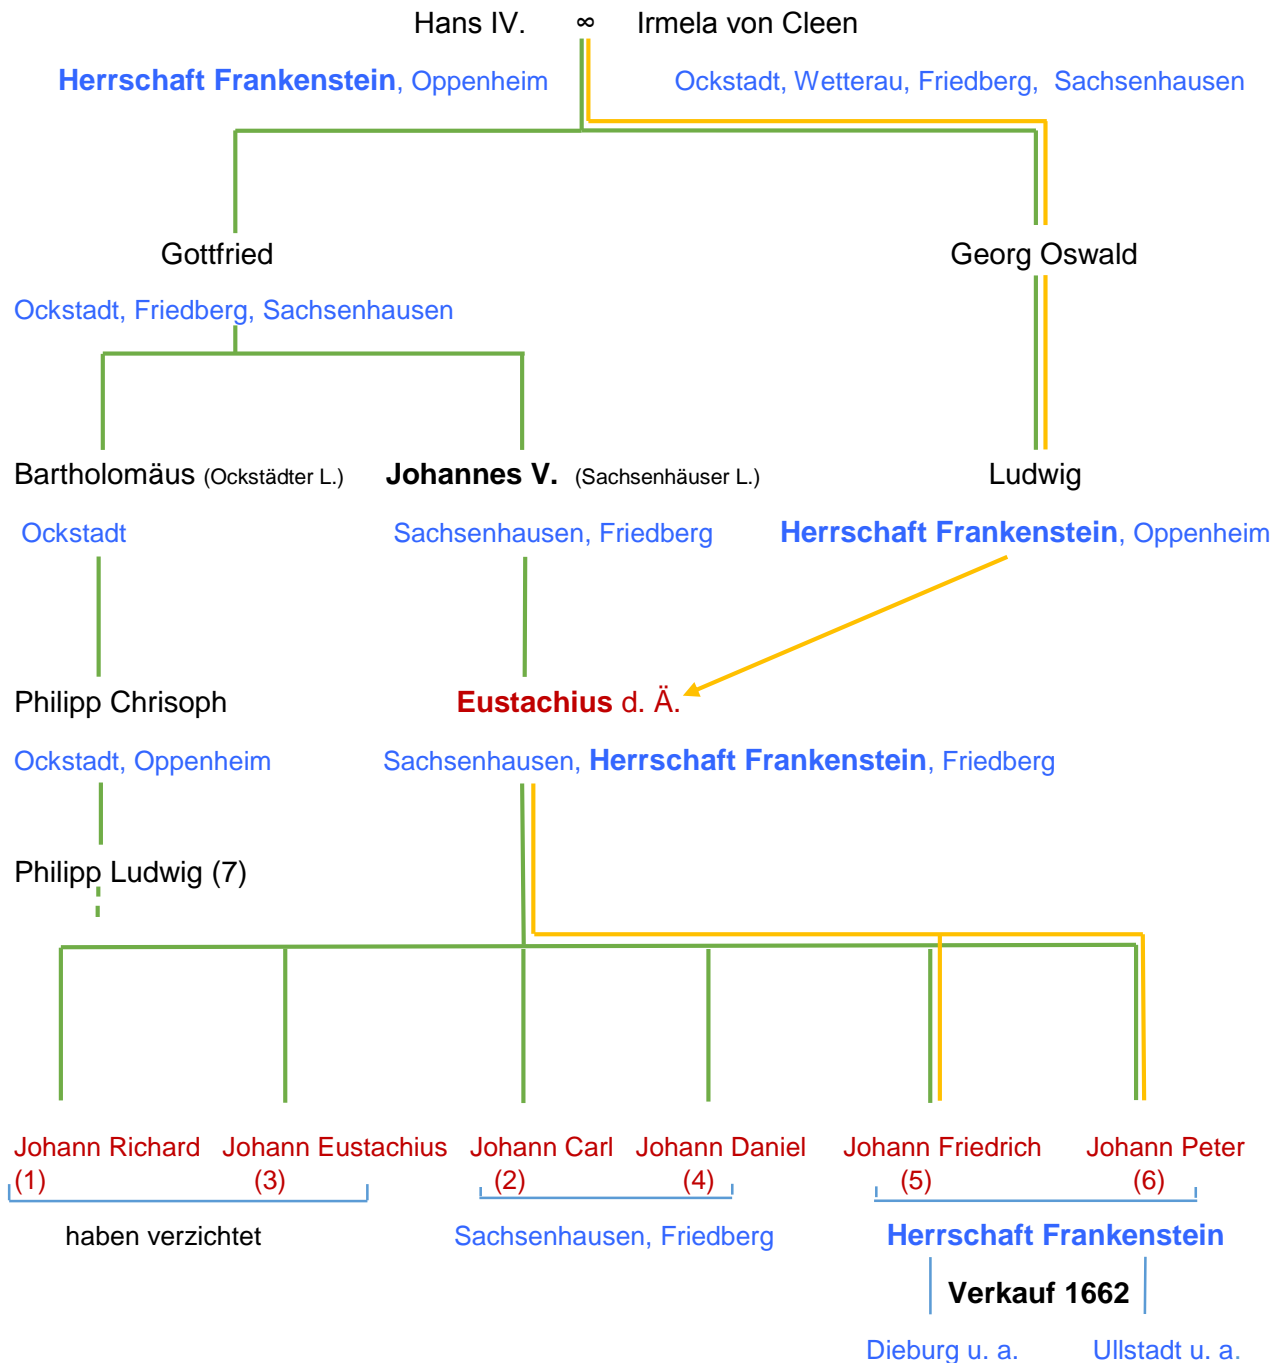 Hans IV. ∞ Irmela von Cleen
Herrschaft Frankenstein, Oppenheim Ockstadt, Wetterau, Friedberg, Sachsenhausen
Gottfried Georg Oswald
Ockstadt, Friedberg, Sachsenhausen
Bartholomäus (Ockstädter L.) Johannes V. (Sachsenhäuser L.) Ludwig
Ockstadt Sachsenhausen, Friedberg Herrschaft Frankenstein, Oppenheim
Philipp Chrisoph Eustachius d. Ä.
Ockstadt, Oppenheim Sachsenhausen, Herrschaft Frankenstein, Friedberg
Philipp Ludwig (7)
Johann Richard Johann Eustachius Johann Carl Johann Daniel Johann Friedrich Johann Peter
(1) (3) (2) (4) (5) (6)
haben verzichtet Sachsenhausen, Friedberg Herrschaft Frankenstein
Verkauf 1662
Dieburg u. a. Ullstadt u. a.